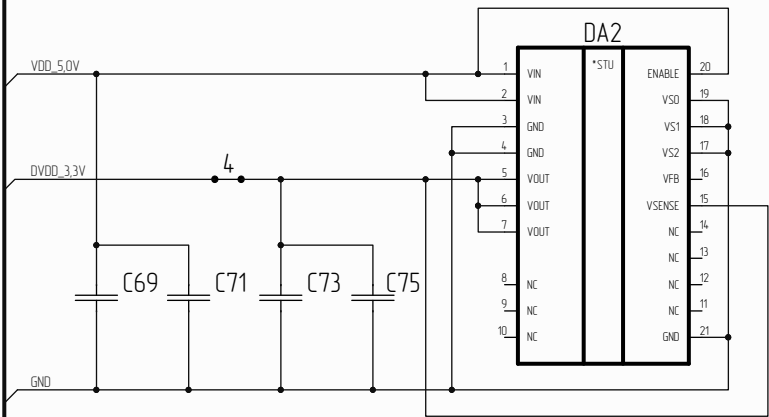 DA2
VDD_5,0V
1 VIN *STU ENABLE 20
2 VIN VS0 19
3 GND VS1 18
4 GND VS2 17
DVDD_3,3V 4 5 VOUT VFB 16
6 VOUT VSENSE 15
7 VOUT NC 14
NC 13
8 NC NC 12
9 NC NC 11
10 NC GND 21
C69 C71 C73 C75
GND